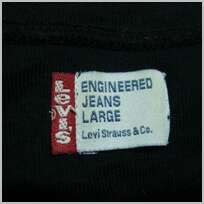 LEVI'S
ENGINEERED
JEANS
LARGE
Levi Strauss & Co.